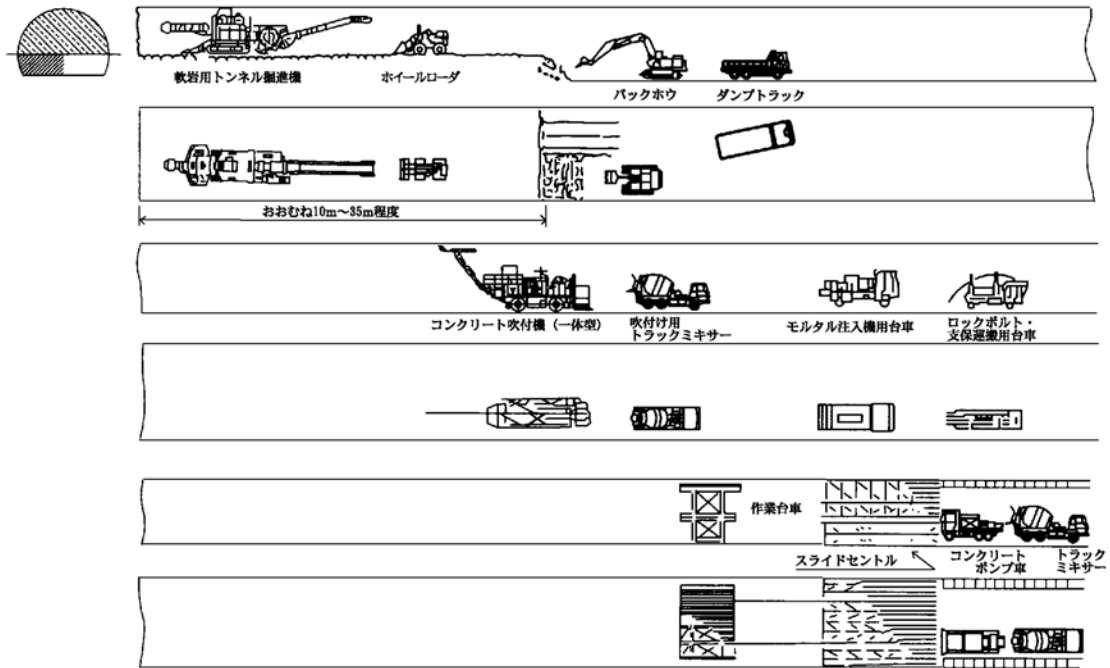 軟岩用トンネル掘進機
ホイールローダ
バックホウ
ダンプトラック
おおむね10m〜35m程度
コンクリート吹付機（一体型）
吹付け用
トラックミキサー
モルタル注入機用台車
ロックボルト・
支保運搬用台車
作業台車
スライドセントル
コンクリート
ポンプ車
トラック
ミキサー